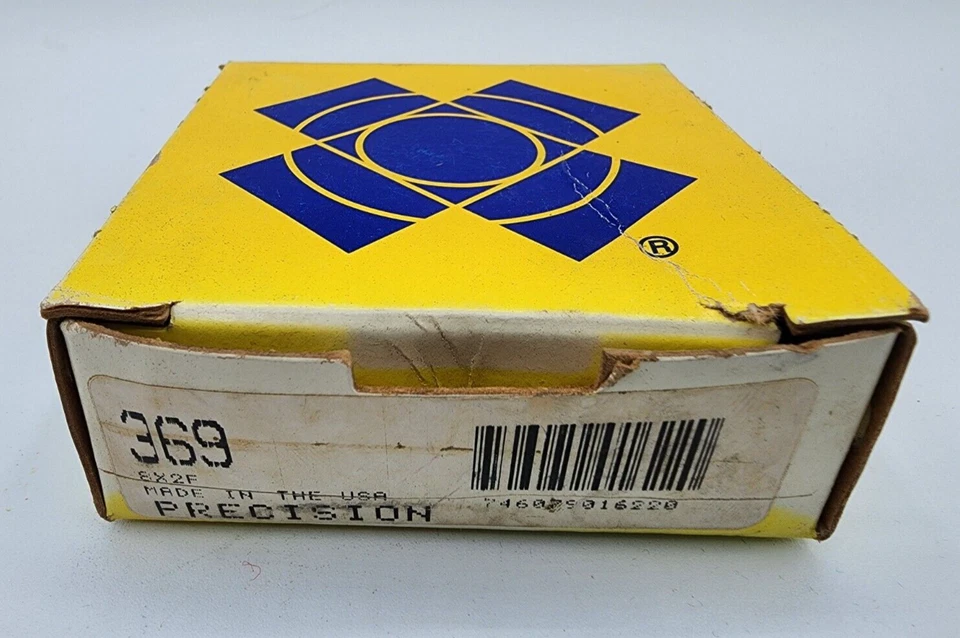 ®
369
8X2F
MADE IN THE USA
PRECISION
746079016220